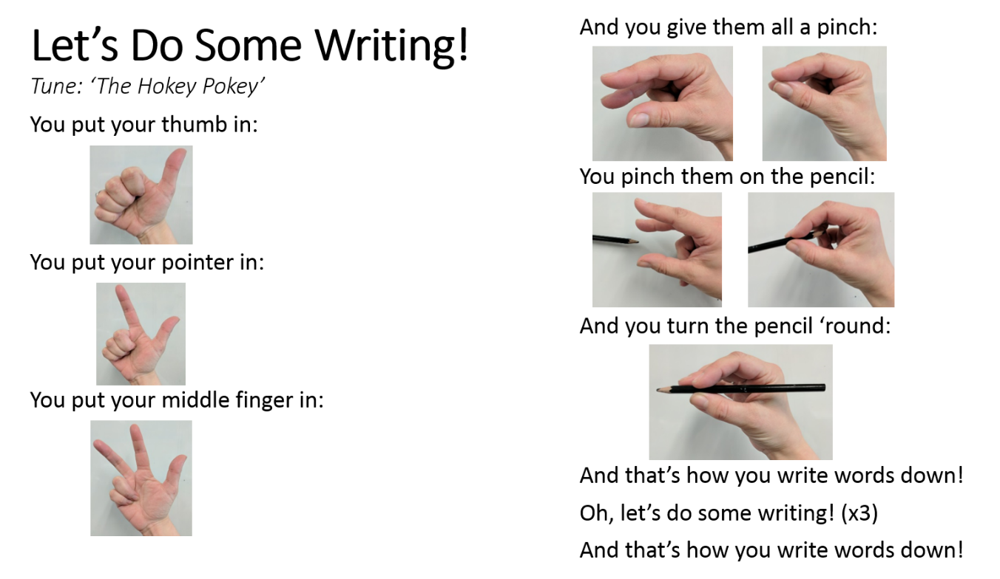 Let’s Do Some Writing!
Tune: ‘The Hokey Pokey’
You put your thumb in:
You put your pointer in:
You put your middle finger in:
And you give them all a pinch:
You pinch them on the pencil:
And you turn the pencil ‘round:
And that’s how you write words down!
Oh, let’s do some writing! (x3)
And that’s how you write words down!